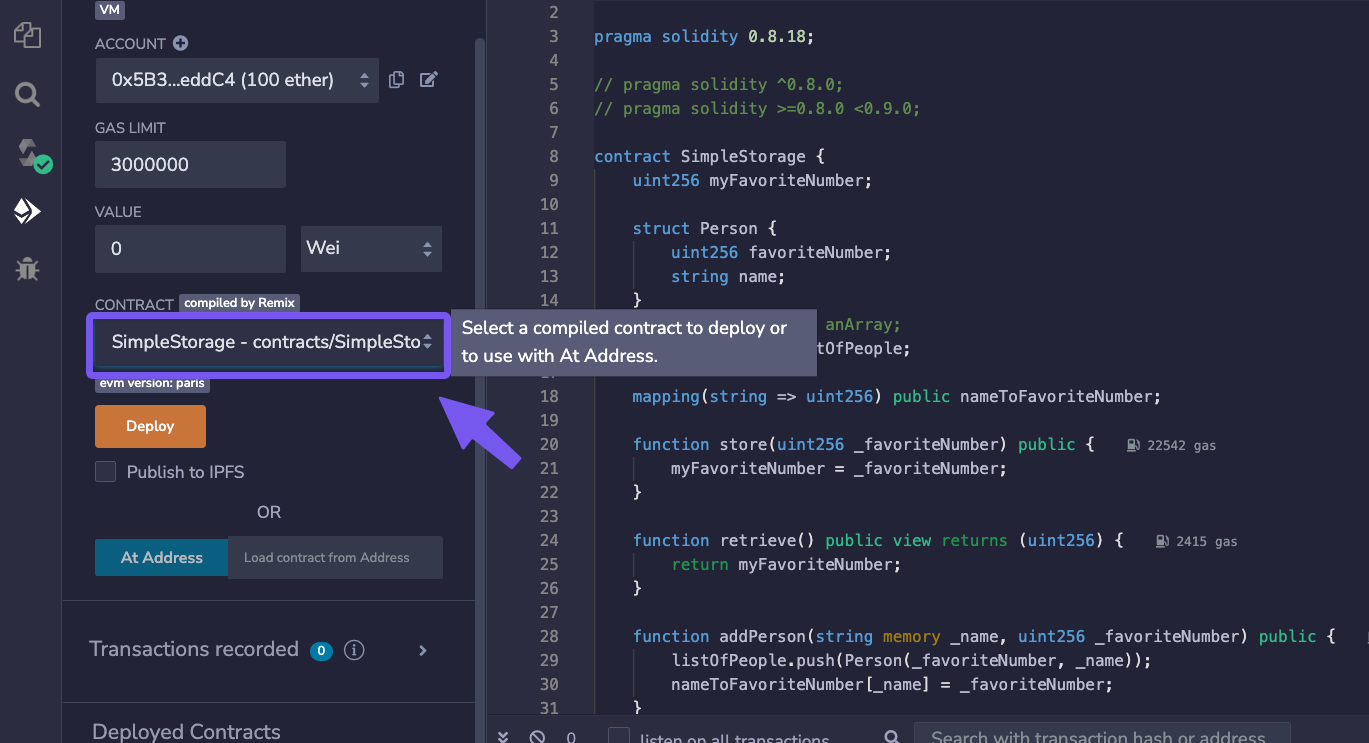 VM
ACCOUNT
0x5B3...eddC4 (100 ether)
GAS LIMIT
3000000
VALUE
0
Wei
CONTRACT compiled by Remix
SimpleStorage - contracts/SimpleSto
Select a compiled contract to deploy or
to use with At Address.
evm version: paris
Deploy
Publish to IPFS
OR
At Address
Load contract from Address
Transactions recorded 0 i
Deployed Contracts
2
3 pragma solidity 0.8.18;
4
5 // pragma solidity ^0.8.0;
6 // pragma solidity >=0.8.0 <0.9.0;
7
8 contract SimpleStorage {
9 uint256 myFavoriteNumber;
10
11 struct Person {
12 uint256 favoriteNumber;
13 string name;
14 }
anArray;
tOfPeople;
18 mapping(string => uint256) public nameToFavoriteNumber;
19
20 function store(uint256 _favoriteNumber) public { 22542 gas
21 myFavoriteNumber = _favoriteNumber;
22 }
23
24 function retrieve() public view returns (uint256) { 2415 gas
25 return myFavoriteNumber;
26 }
27
28 function addPerson(string memory _name, uint256 _favoriteNumber) public {
29 listOfPeople.push(Person(_favoriteNumber, _name));
30 nameToFavoriteNumber[_name] = _favoriteNumber;
31 }
0 listen on all transactions Search with transaction hash or address